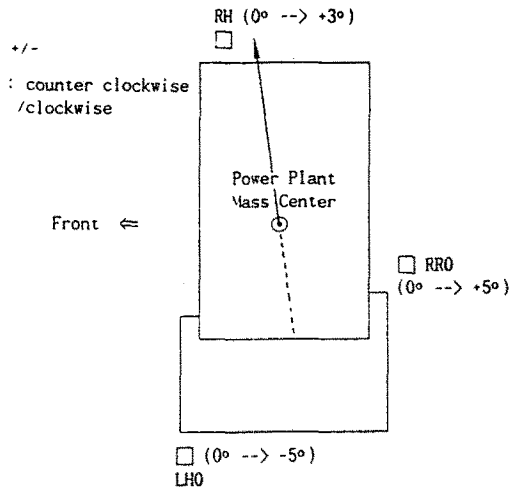 RH (0° --> +3°)
+/-
: counter clockwise
/clockwise
Power Plant
Mass Center
Front ⇐
RRO
(0° --> +5°)
(0° --> -5°)
LHO